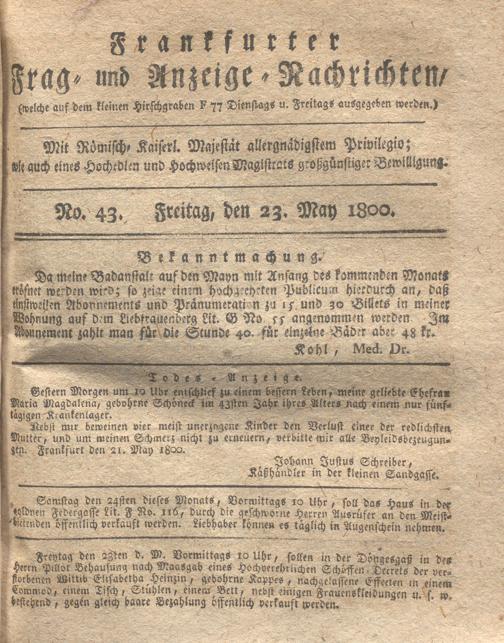 Frankfurter
Frag- und Anzeige-Nachrichten/
(welche auf dem kleinen Hirschgraben F 77 Dienstags u. Freitags ausgegeben werden.)
Mit Römisch-Kaiserl. Majestät allergnädigstem Privilegio;
wie auch eines Hochedlen und Hochweisen Magistrats großgünstiger Bewilligung.
No. 43. Freitag, den 23. May 1800.
Bekanntmachung.
Da meine Badanstalt auf den Mayn mit Anfang des kommenden Monats
eröfnet werden wird; so zeige einem hochgeehrten Publicum hierdurch an, daß
einstweilen Abonnements und Pränumeration zu 15 und 30 Billets in meiner
Wohnung auf dem Liebfrauenberg Lit. G No. 55 angenommen werden. Im
Abonnement zahlt man für die Stunde 40. für einzelne Bäder aber 48 kr.
Kohl, Med. Dr.
Todes-Anzeige.
Gestern Morgen um 10 Uhr entschlief zu einem bessern Leben, meine geliebte Ehefrau
Maria Magdalena, gebohrne Schöneck im 43sten Jahr ihres Alters nach einem nur fünf-
tägigen Krankenlager.
Nebst mir beweinen vier meist unerzogene Kinder den Verlust einer der redlichsten
Mutter, und um meinen Schmerz nicht zu erneuern, verbitte mir alle Beyleidsbezeugun-
gen. Frankfurt den 21. May 1800.
Johann Justus Schreiber,
Käßhändler in der kleinen Sandgasse.
Samstag den 24sten dieses Monats, Vormittags 10 Uhr, soll das Haus in der
goldnen Federgasse Lit. F No. 116, durch die geschworne Herren Ausrüfer an den Meist-
bietenden öffentlich verkauft werden. Liebhaber können es täglich in Augenschein nehmen.
Freytag den 23ten d. M. Vormittags 10 Uhr, sollen in der Döngesgaß in des
Herrn Pillot Behausung nach Maasgab eines Hochverehrlichen Schöffen-Decrets der ver-
storbenen Wittib Elisabetha Heinzin, gebohrne Kappes, nachgelassene Effecten in einem
Commod, einem Tisch, Stühlen, einem Bett, nebst einigen Frauenskleidungen u. s. w.
bestehend, gegen gleich baare Bezahlung öffentlich verkauft werden.